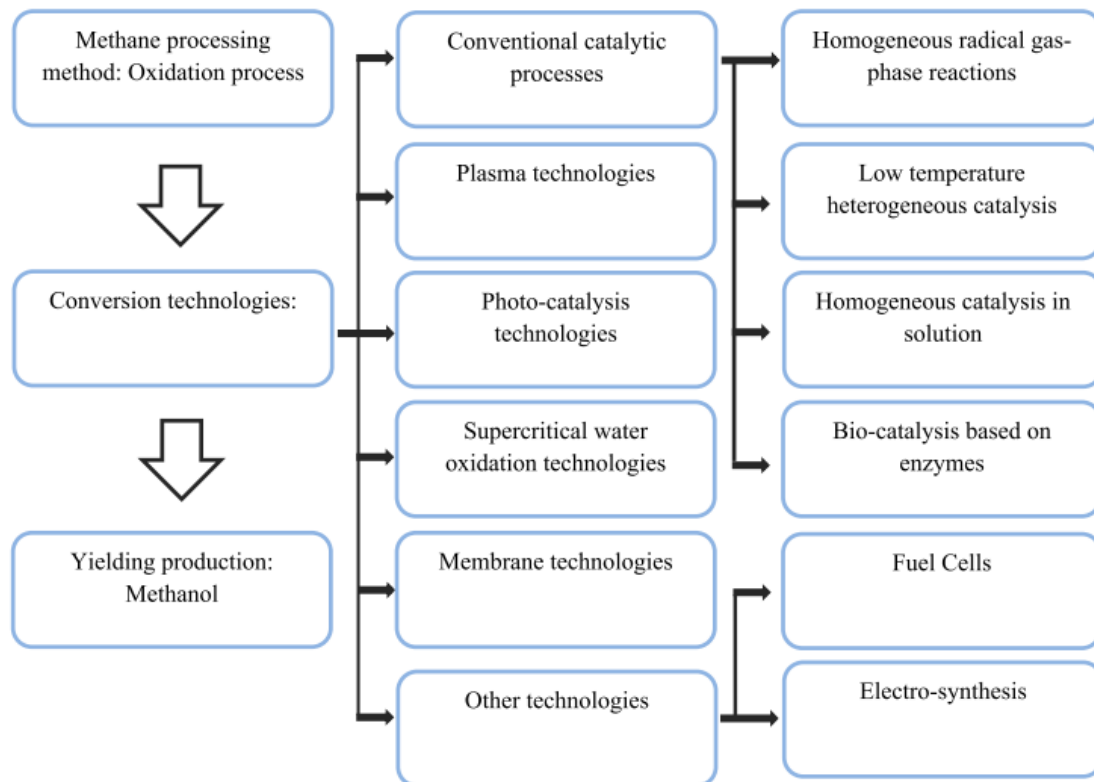 Methane processing
method: Oxidation process
Conversion technologies:
Yielding production:
Methanol
Conventional catalytic
processes
Plasma technologies
Photo-catalysis
technologies
Supercritical water
oxidation technologies
Membrane technologies
Other technologies
Homogeneous radical gas-
phase reactions
Low temperature
heterogeneous catalysis
Homogeneous catalysis in
solution
Bio-catalysis based on
enzymes
Fuel Cells
Electro-synthesis